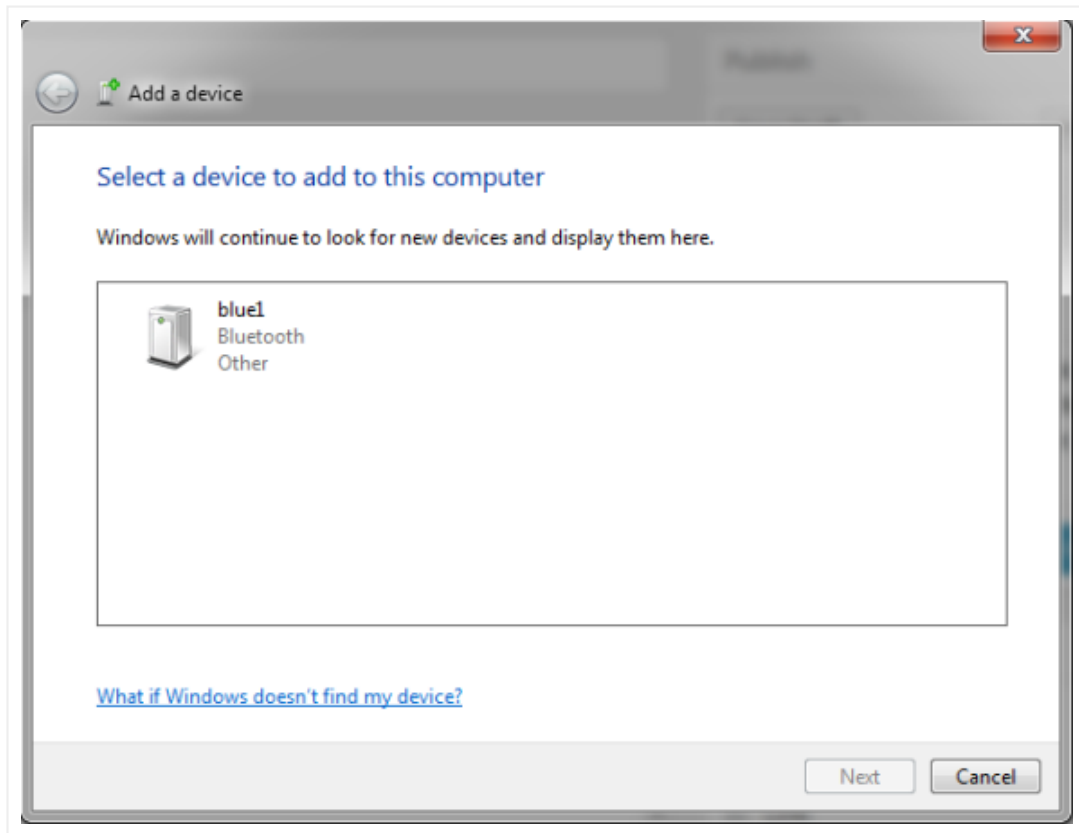 Add a device
Select a device to add to this computer
Windows will continue to look for new devices and display them here.
blue1
Bluetooth
Other
What if Windows doesn't find my device?
Next
Cancel